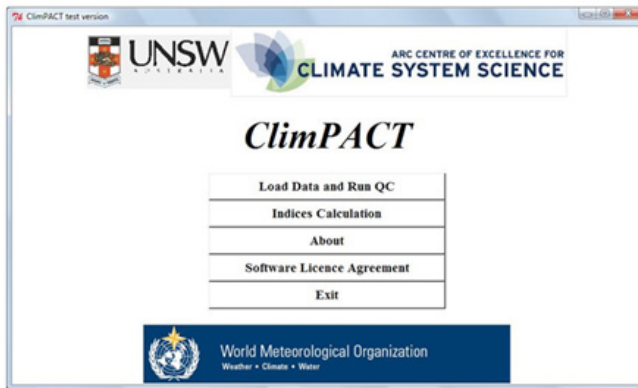 ClimPACT test version
UNSW
AUSTRALIA
ARC CENTRE OF EXCELLENCE FOR
CLIMATE SYSTEM SCIENCE
ClimPACT
Load Data and Run QC
Indices Calculation
About
Software Licence Agreement
Exit
World Meteorological Organization
Weather • Climate • Water